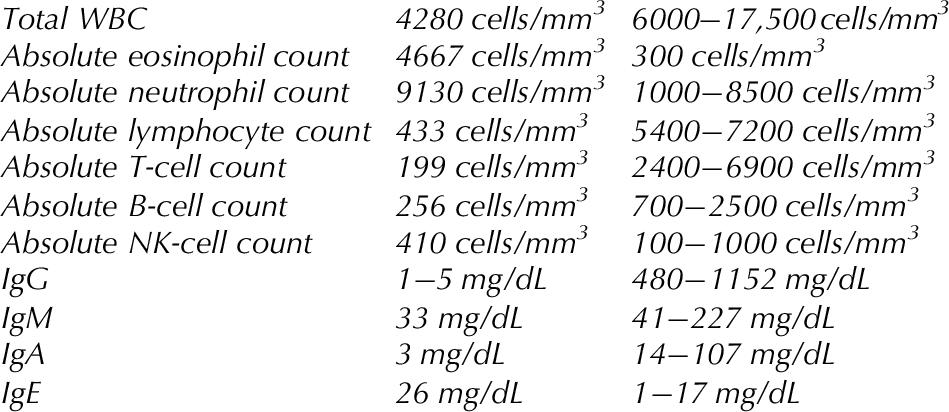 Total WBC 4280 cells/mm³ 6000–17,500 cells/mm³
Absolute eosinophil count 4667 cells/mm³ 300 cells/mm³
Absolute neutrophil count 9130 cells/mm³ 1000–8500 cells/mm³
Absolute lymphocyte count 433 cells/mm³ 5400–7200 cells/mm³
Absolute T-cell count 199 cells/mm³ 2400–6900 cells/mm³
Absolute B-cell count 256 cells/mm³ 700–2500 cells/mm³
Absolute NK-cell count 410 cells/mm³ 100–1000 cells/mm³
IgG 1–5 mg/dL 480–1152 mg/dL
IgM 33 mg/dL 41–227 mg/dL
IgA 3 mg/dL 14–107 mg/dL
IgE 26 mg/dL 1–17 mg/dL